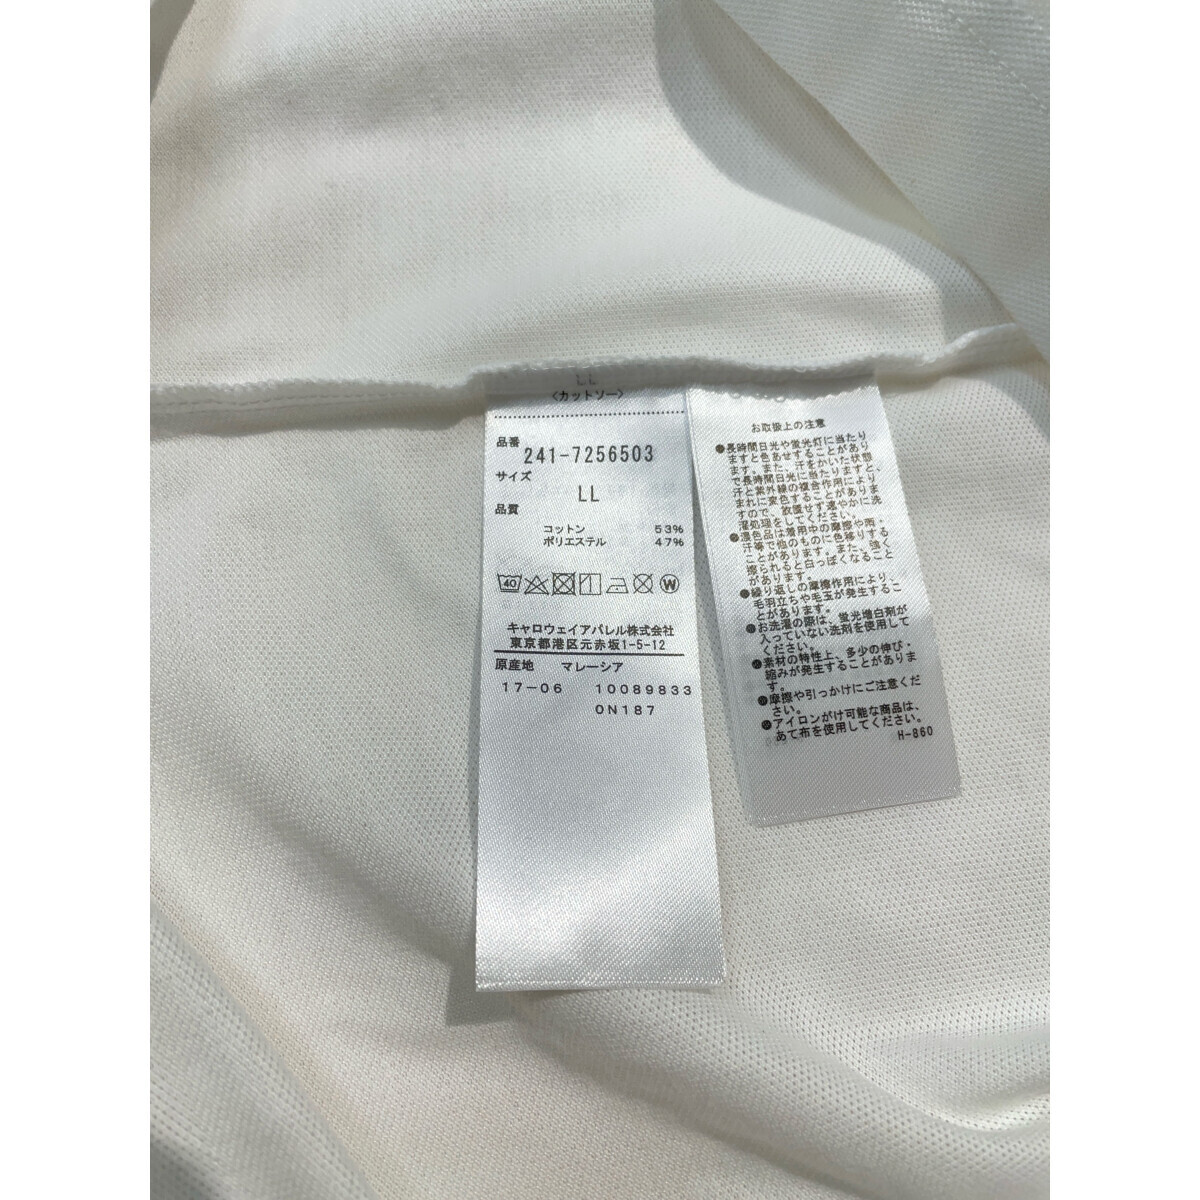 LL
〈カットソー〉
品番
241-7256503
サイズ
LL
品質
コットン 53%
ポリエステル 47%
40
W
キャロウェイアパレル株式会社
東京都港区元赤坂1-5-12
原産地 マレーシア
17-06 10089833
0N187
お取扱上の注意
●長時間日光や蛍光灯に当たり
ますと色あせすることがあり
ます。また、汗をかいた状態
で長時間日光に当たりますと、
汗と紫外線の複合作用により
まれに変色することがありま
すので、放置せず速やかに洗
濯処理をしてください。
●濃色品は着用中の摩擦や雨・
汗等で他のものに色移りする
ことがあります。また、強く
擦られると白っぽくなること
があります。
●繰り返しの摩擦作用により、
毛羽立ちや毛玉が発生するこ
とがあります。
●お洗濯の際は、蛍光増白剤が
入っていない洗剤を使用して
ください。
●素材の特性上、多少の伸び・
縮みが発生することがありま
す。
●摩擦や引っかけにご注意くだ
さい。
●アイロンがけ可能な商品は、
あて布を使用してください。
H-860